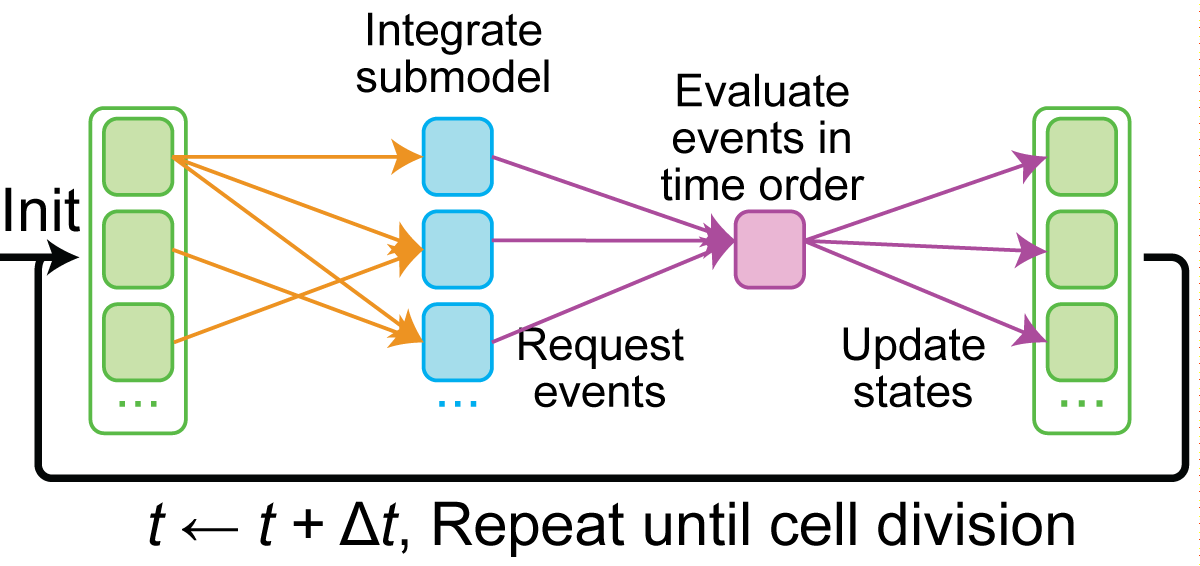 Integrate
submodel
Evaluate
events in
time order
Init
Request
events
Update
states
...
...
...
t ← t + Δt, Repeat until cell division